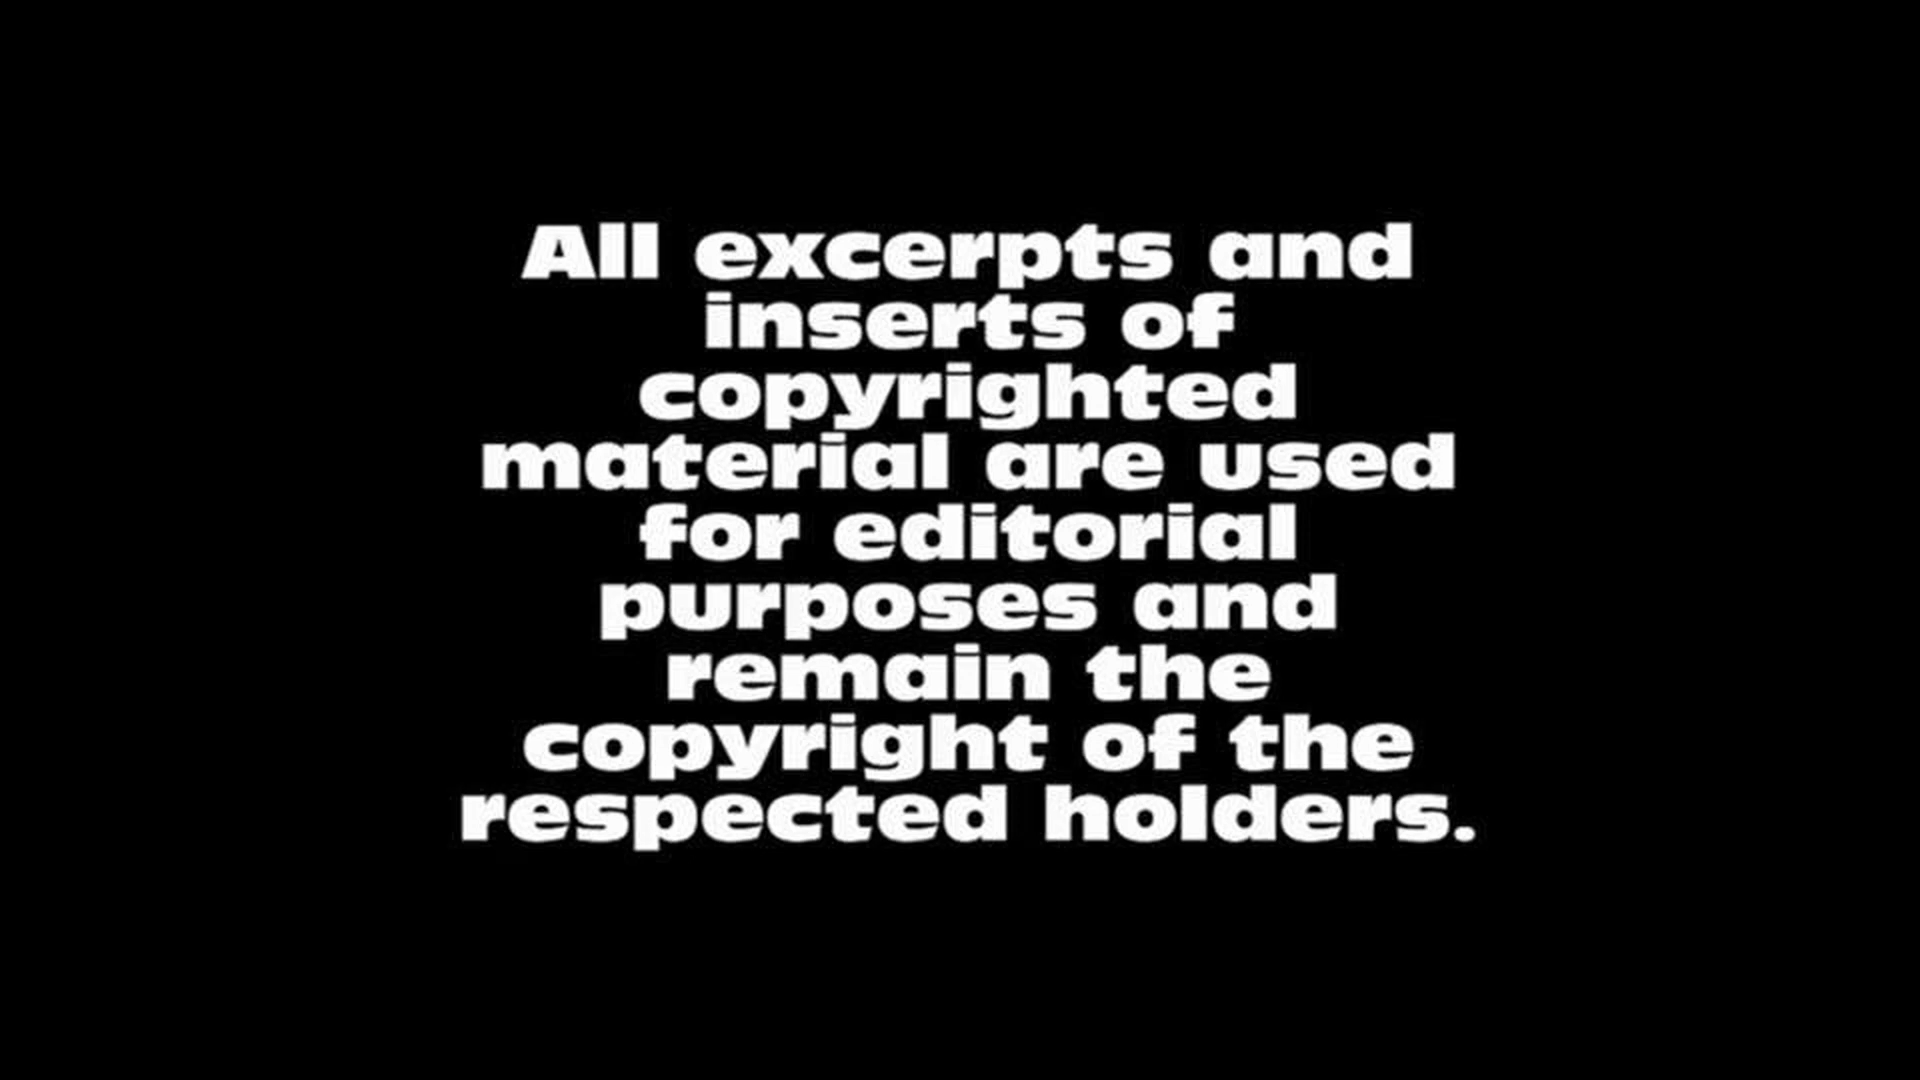 All excerpts and
inserts of
copyrighted
material are used
for editorial
purposes and
remain the
copyright of the
respected holders.